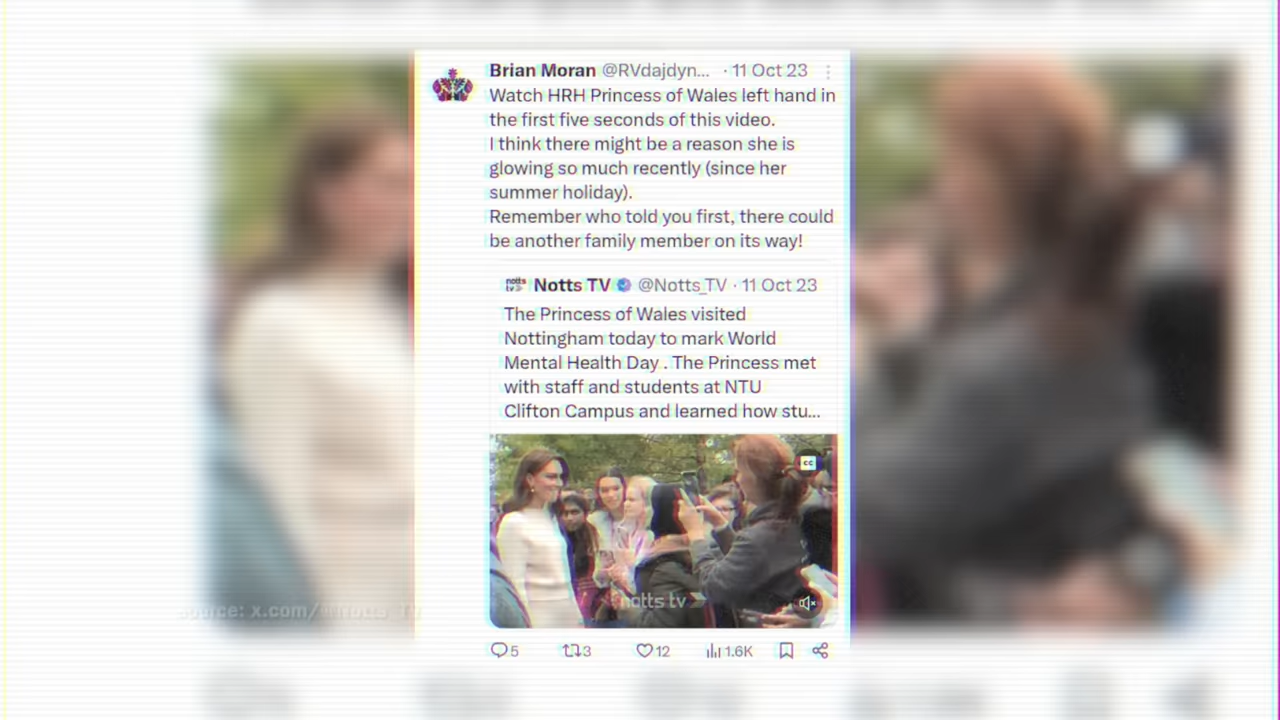 Brian Moran @RVdajdyn... · 11 Oct 23
Watch HRH Princess of Wales left hand in
the first five seconds of this video.
I think there might be a reason she is
glowing so much recently (since her
summer holiday).
Remember who told you first, there could
be another family member on its way!
notts tv Notts TV @Notts_TV · 11 Oct 23
The Princess of Wales visited
Nottingham today to mark World
Mental Health Day . The Princess met
with staff and students at NTU
Clifton Campus and learned how stu...
CC
notts tv
source: x.com/@Notts_TV
5 3 12 1.6K